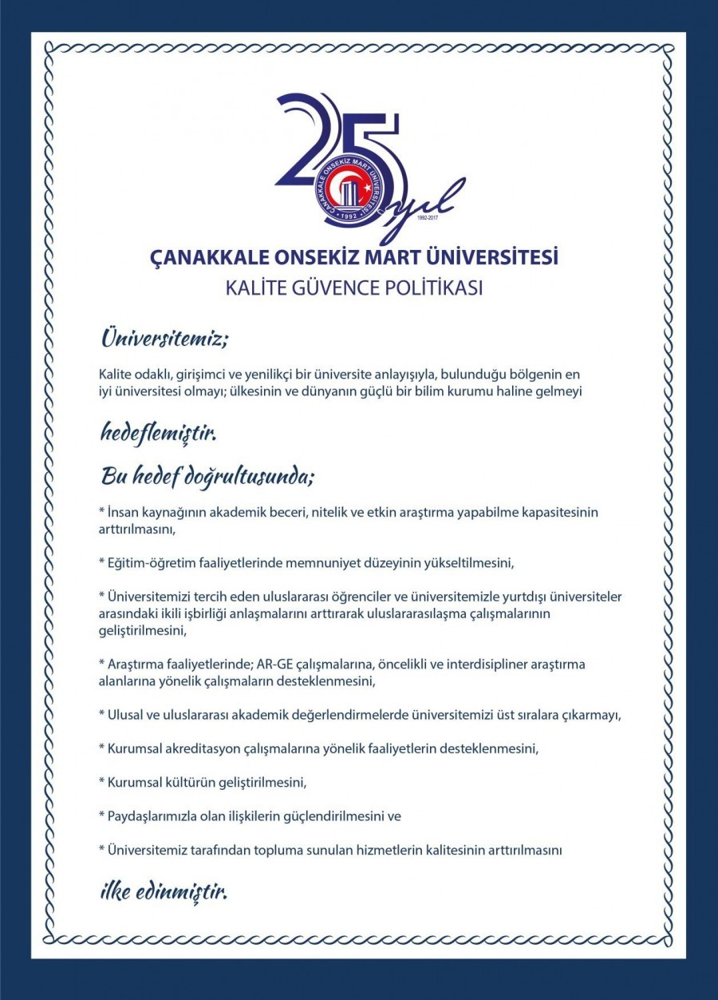 25
yıl
1992-2017
ÇANAKKALE ONSEKİZ MART ÜNİVERSİTESİ
• 1992 •
ÇANAKKALE ONSEKİZ MART ÜNİVERSİTESİ
KALİTE GÜVENCE POLİTİKASI
Üniversitemiz;
Kalite odaklı, girişimci ve yenilikçi bir üniversite anlayışıyla, bulunduğu bölgenin en
iyi üniversitesi olmayı; ülkesinin ve dünyanın güçlü bir bilim kurumu haline gelmeyi
hedeflemiştir.
Bu hedef doğrultusunda;
* İnsan kaynağının akademik beceri, nitelik ve etkin araştırma yapabilme kapasitesinin
arttırılmasını,
* Eğitim-öğretim faaliyetlerinde memnuniyet düzeyinin yükseltilmesini,
* Üniversitemizi tercih eden uluslararası öğrenciler ve üniversitemizle yurtdışı üniversiteler
arasındaki ikili işbirliği anlaşmalarını arttırarak uluslararasılaşma çalışmalarının
geliştirilmesini,
* Araştırma faaliyetlerinde; AR-GE çalışmalarına, öncelikli ve interdisipliner araştırma
alanlarına yönelik çalışmaların desteklenmesini,
* Ulusal ve uluslararası akademik değerlendirmelerde üniversitemizi üst sıralara çıkarmayı,
* Kurumsal akreditasyon çalışmalarına yönelik faaliyetlerin desteklenmesini,
* Kurumsal kültürün geliştirilmesini,
* Paydaşlarımızla olan ilişkilerin güçlendirilmesini ve
* Üniversitemiz tarafından topluma sunulan hizmetlerin kalitesinin arttırılmasını
ilke edinmiştir.